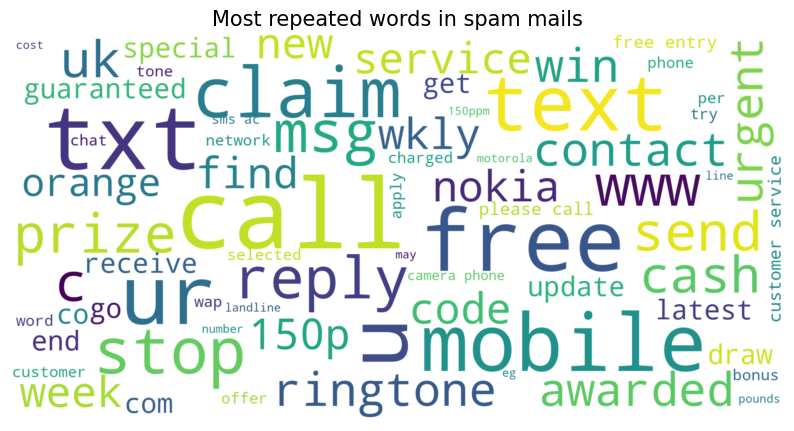 Most repeated words in spam mails
cost
uk
special
tone
new
service
win
free entry
phone
guaranteed
claim
get
text
per
try
urgent
txt
chat
sms ac
network
msg
wkly
150ppm
contact
charged
motorola
orange
find
call
apply
nokia
www
line
customer service
prize
please call
free
send
selected
may
c
receive
ur
reply
camera phone
cash
update
wap
landline
code
latest
word
co
go
number
150p
u
mobile
end
stop
draw
customer
week
com
offer
ringtone
eg
awarded
bonus
pounds